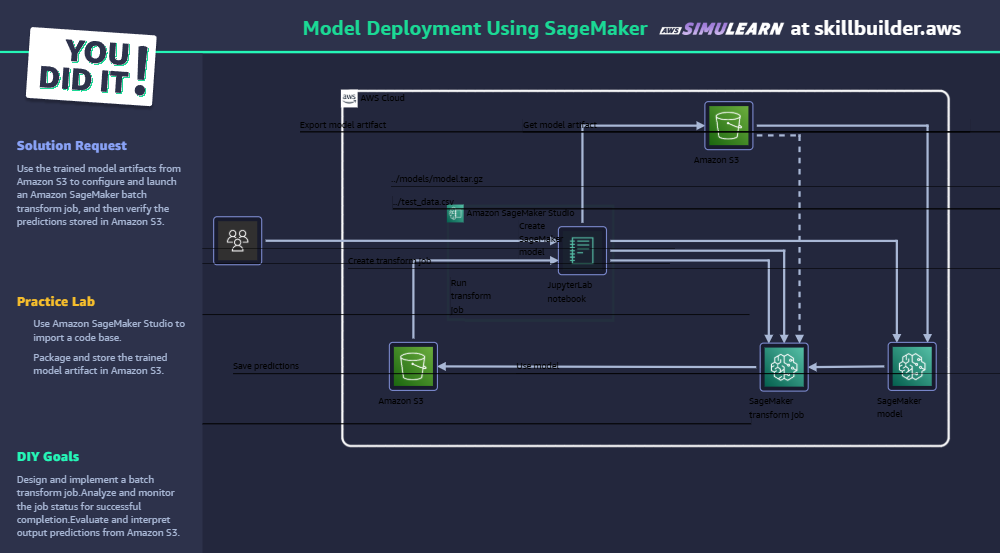 Model Deployment Using SageMaker aws SIMULEARN at skillbuilder.aws
YOU
DID IT!
Solution Request
Use the trained model artifacts from
Amazon S3 to configure and launch
an Amazon SageMaker batch
transform job, and then verify the
predictions stored in Amazon S3.
Practice Lab
Use Amazon SageMaker Studio to
import a code base.
Package and store the trained
model artifact in Amazon S3.
DIY Goals
Design and implement a batch
transform job.Analyze and monitor
the job status for successful
completion.Evaluate and interpret
output predictions from Amazon S3.
aws AWS Cloud
Export model artifact
Get model artifact
Amazon S3
../models/model.tar.gz
../test_data.csv
Amazon SageMaker Studio
Create
SageMaker
model
Create transform job
Run
transform
job
JupyterLab
notebook
Save predictions
Use model
Amazon S3
SageMaker
transform job
SageMaker
model